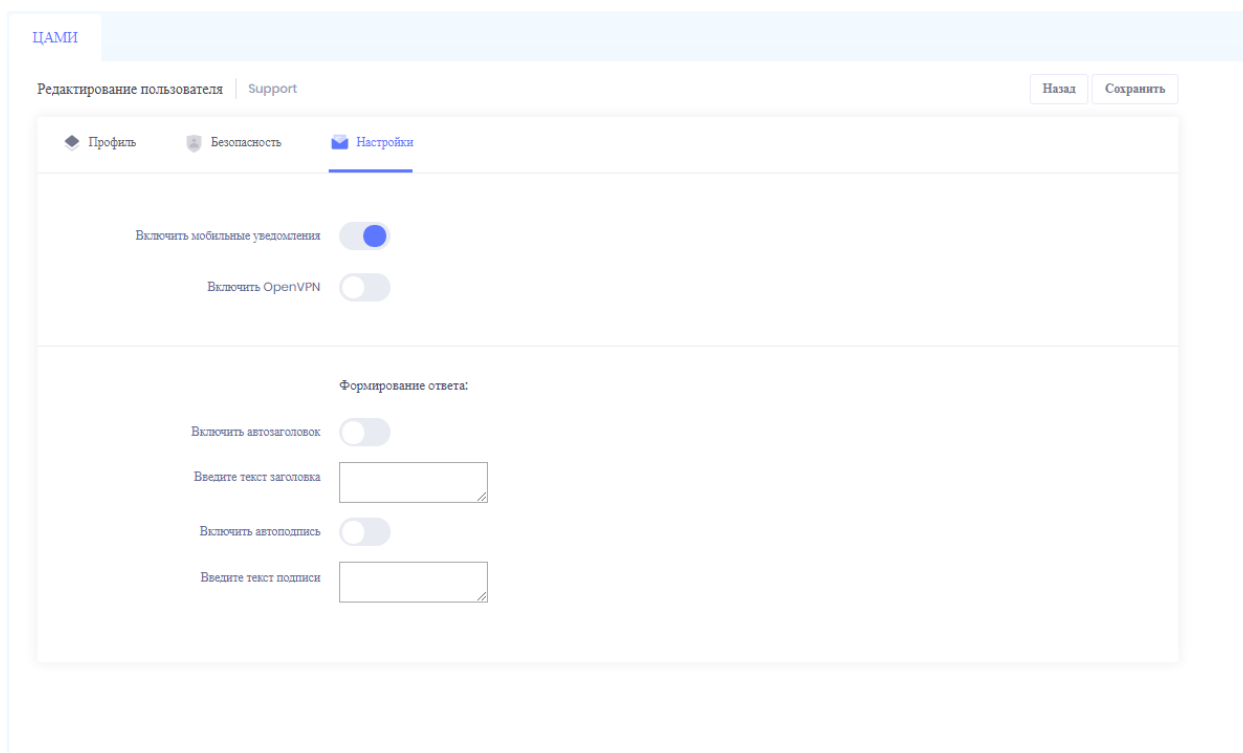 ЦАМИ
Редактирование пользователя Support Назад Сохранить
Профиль Безопасность Настройки
Включить мобильные уведомления
Включить OpenVPN
Формирование ответа:
Включить автозаголовок
Введите текст заголовка
Включить автоподпись
Введите текст подписи